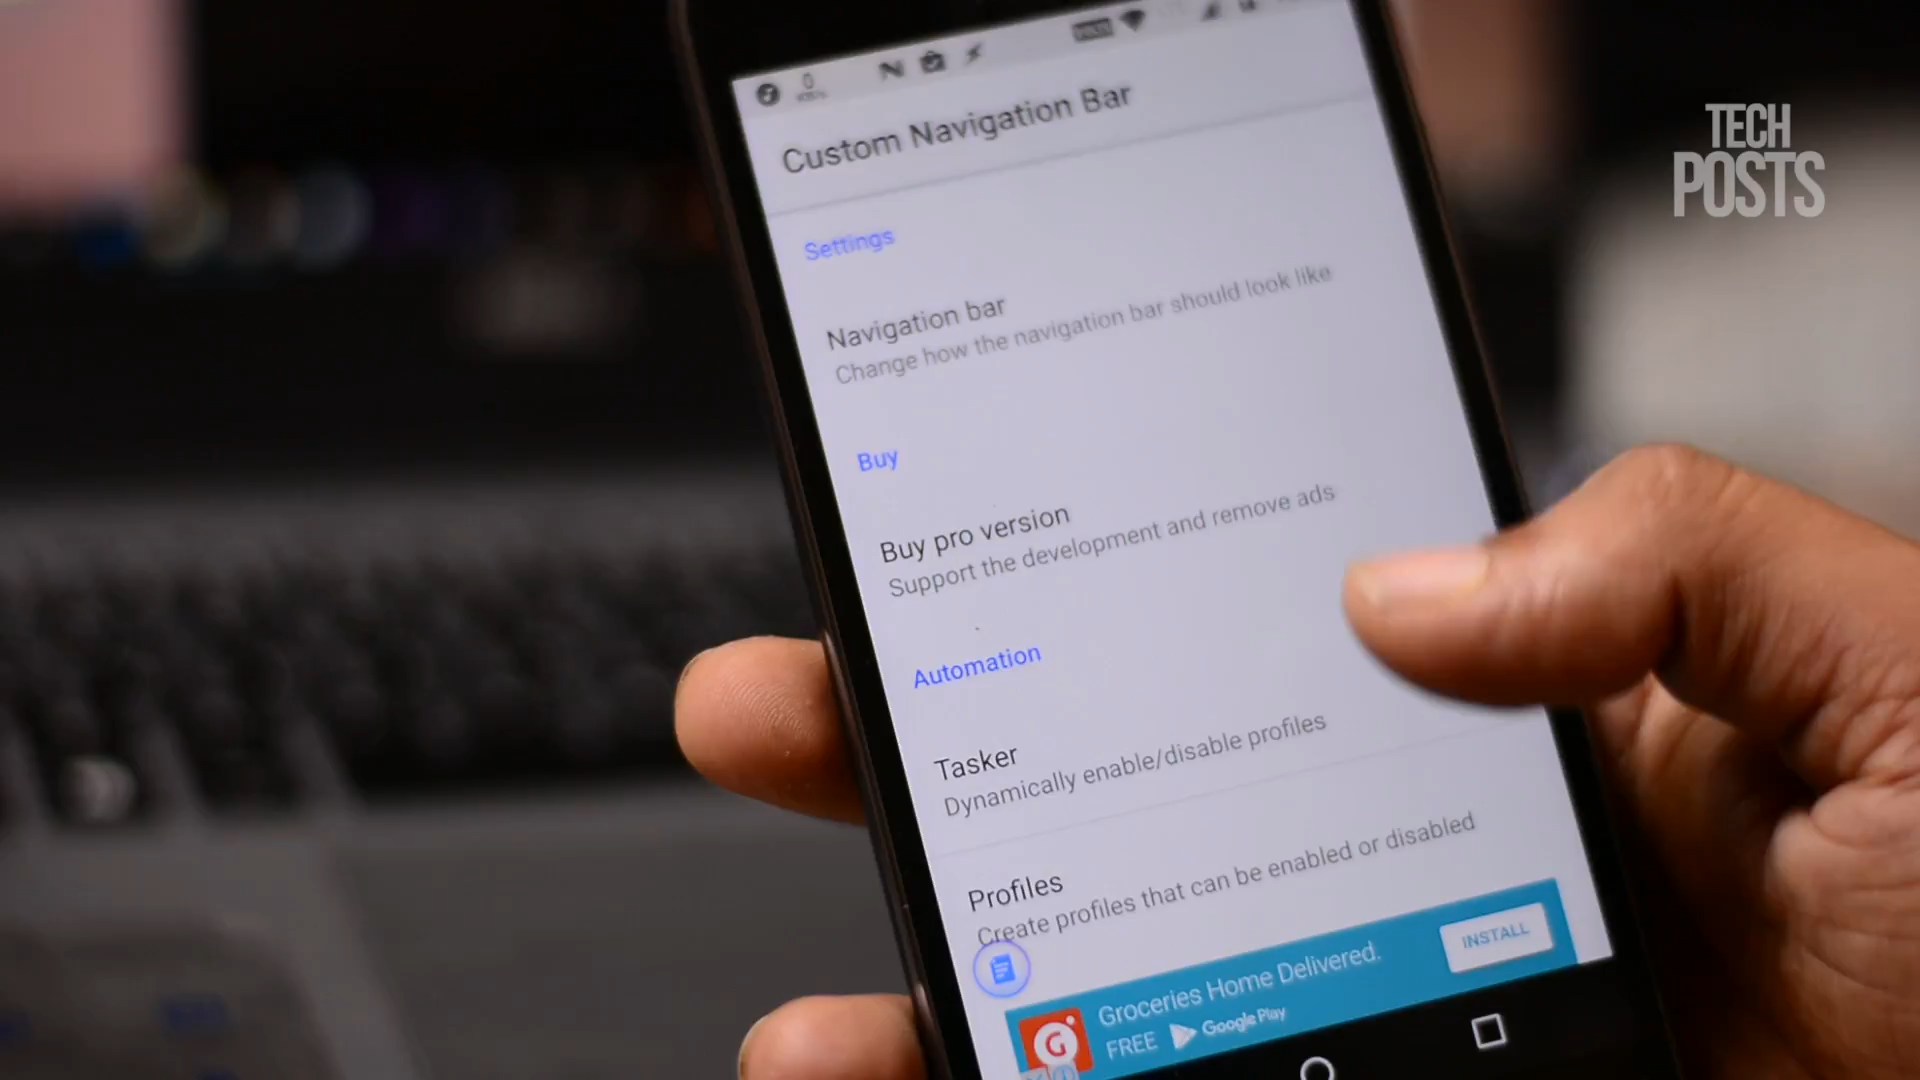 TECH
POSTS
Custom Navigation Bar
Settings
Navigation bar
Change how the navigation bar should look like
Buy
Buy pro version
Support the development and remove ads
Automation
Tasker
Dynamically enable/disable profiles
Profiles
Create profiles that can be enabled or disabled
Groceries Home Delivered.
FREE Google Play
INSTALL